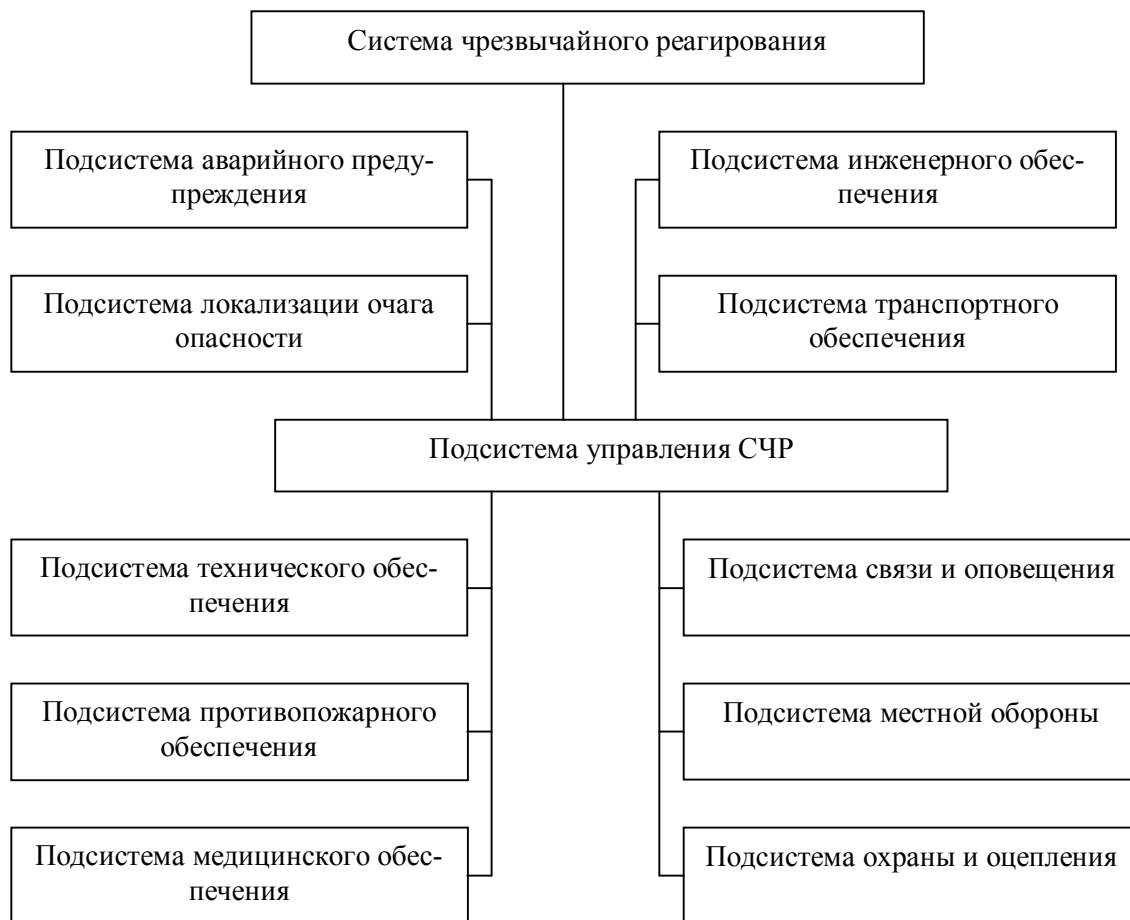 Система чрезвычайного реагирования
Подсистема аварийного преду-
преждения
Подсистема инженерного обес-
печения
Подсистема локализации очага
опасности
Подсистема транспортного
обеспечения
Подсистема управления СЧР
Подсистема технического обес-
печения
Подсистема связи и оповещения
Подсистема противопожарного
обеспечения
Подсистема местной обороны
Подсистема медицинского обес-
печения
Подсистема охраны и оцепления